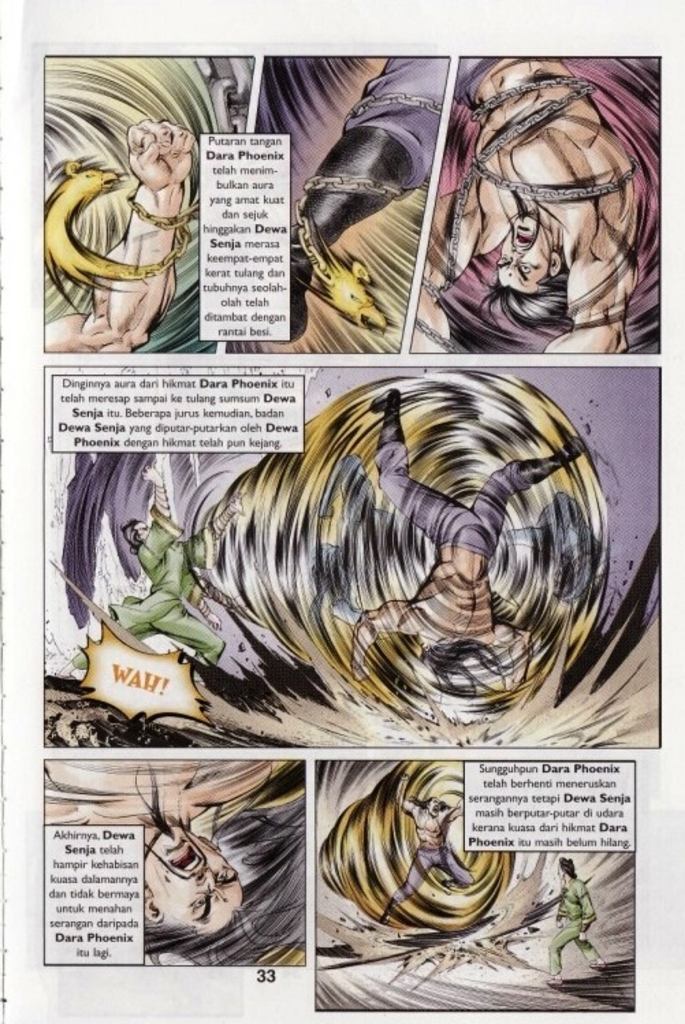 Putaran tangan
Dara Phoenix
telah menim-
bulkan aura
yang amat kuat
dan sejuk
hinggakan Dewa
Senja merasa
keempat-empat
kerat tulang dan
tubuhnya seolah-
olah telah
ditambat dengan
rantai besi.
Dinginnya aura dari hikmat Dara Phoenix itu
telah meresap sampai ke tulang sumsum Dewa
Senja itu. Beberapa jurus kemudian, badan
Dewa Senja yang diputar-putarkan oleh Dewa
Phoenix dengan hikmat telah pun kejang.
WAH!
Akhirnya, Dewa
Senja telah
hampir kehabisan
kuasa dalamannya
dan tidak bermaya
untuk menahan
serangan daripada
Dara Phoenix
itu lagi.
Sungguhpun Dara Phoenix
telah berhenti meneruskan
serangannya tetapi Dewa Senja
masih berputar-putar di udara
kerana kuasa dari hikmat Dara
Phoenix itu masih belum hilang.
33